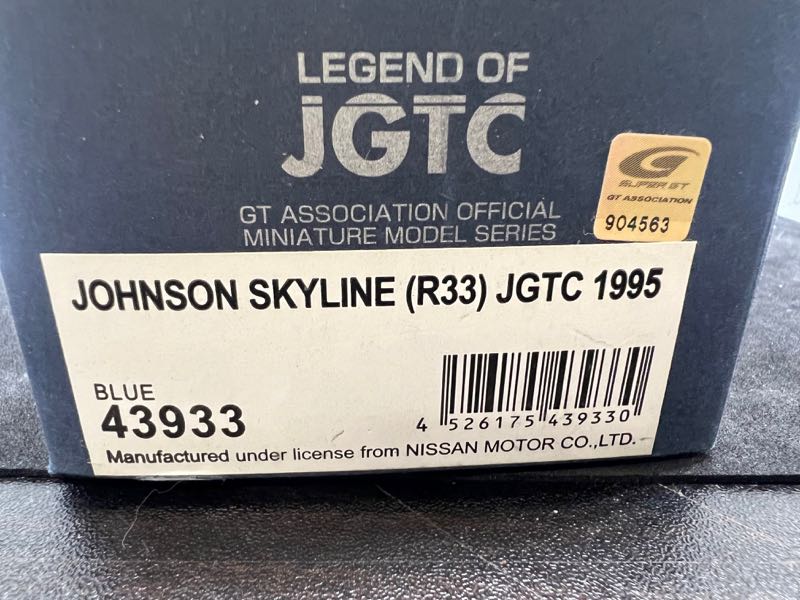 LEGEND OF
JGTC
GT ASSOCIATION OFFICIAL
MINIATURE MODEL SERIES
SUPER GT
GT ASSOCIATION
904563
JOHNSON SKYLINE (R33) JGTC 1995
BLUE
43933
4 526175 439330
Manufactured under license from NISSAN MOTOR CO.,LTD.